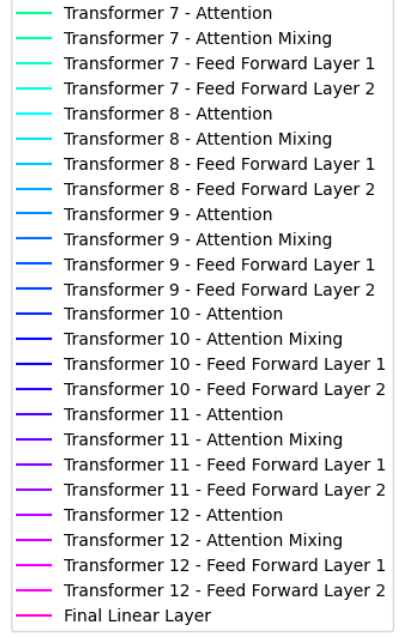 Transformer 7 - Attention
Transformer 7 - Attention Mixing
Transformer 7 - Feed Forward Layer 1
Transformer 7 - Feed Forward Layer 2
Transformer 8 - Attention
Transformer 8 - Attention Mixing
Transformer 8 - Feed Forward Layer 1
Transformer 8 - Feed Forward Layer 2
Transformer 9 - Attention
Transformer 9 - Attention Mixing
Transformer 9 - Feed Forward Layer 1
Transformer 9 - Feed Forward Layer 2
Transformer 10 - Attention
Transformer 10 - Attention Mixing
Transformer 10 - Feed Forward Layer 1
Transformer 10 - Feed Forward Layer 2
Transformer 11 - Attention
Transformer 11 - Attention Mixing
Transformer 11 - Feed Forward Layer 1
Transformer 11 - Feed Forward Layer 2
Transformer 12 - Attention
Transformer 12 - Attention Mixing
Transformer 12 - Feed Forward Layer 1
Transformer 12 - Feed Forward Layer 2
Final Linear Layer